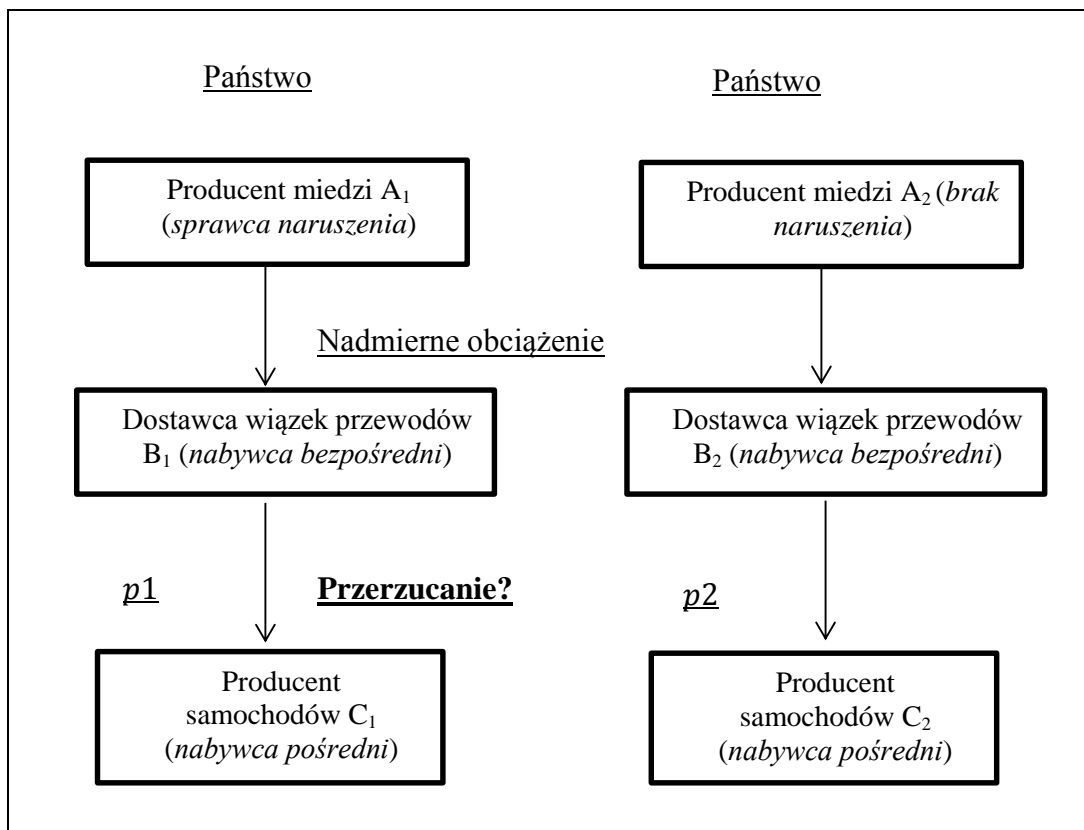 Państwo
Państwo
Producent miedzi A₁
(sprawca naruszenia)
Producent miedzi A₂ (brak
naruszenia)
Nadmierne obciążenie
Dostawca wiązek przewodów
B₁ (nabywca bezpośredni)
Dostawca wiązek przewodów
B₂ (nabywca bezpośredni)
p1
Przerzucanie?
p2
Producent
samochodów C₁
(nabywca pośredni)
Producent
samochodów C₂
(nabywca pośredni)